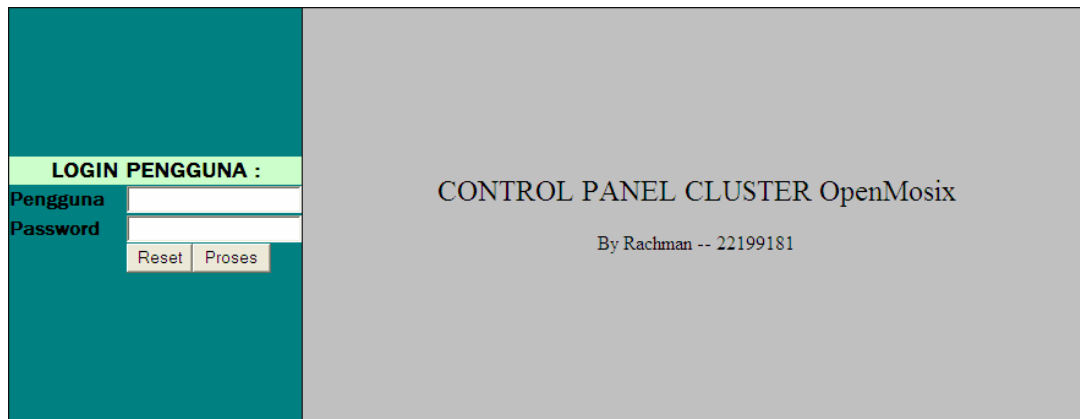 LOGIN PENGGUNA :
Pengguna
Password
Reset Proses
CONTROL PANEL CLUSTER OpenMosix
By Rachman -- 22199181